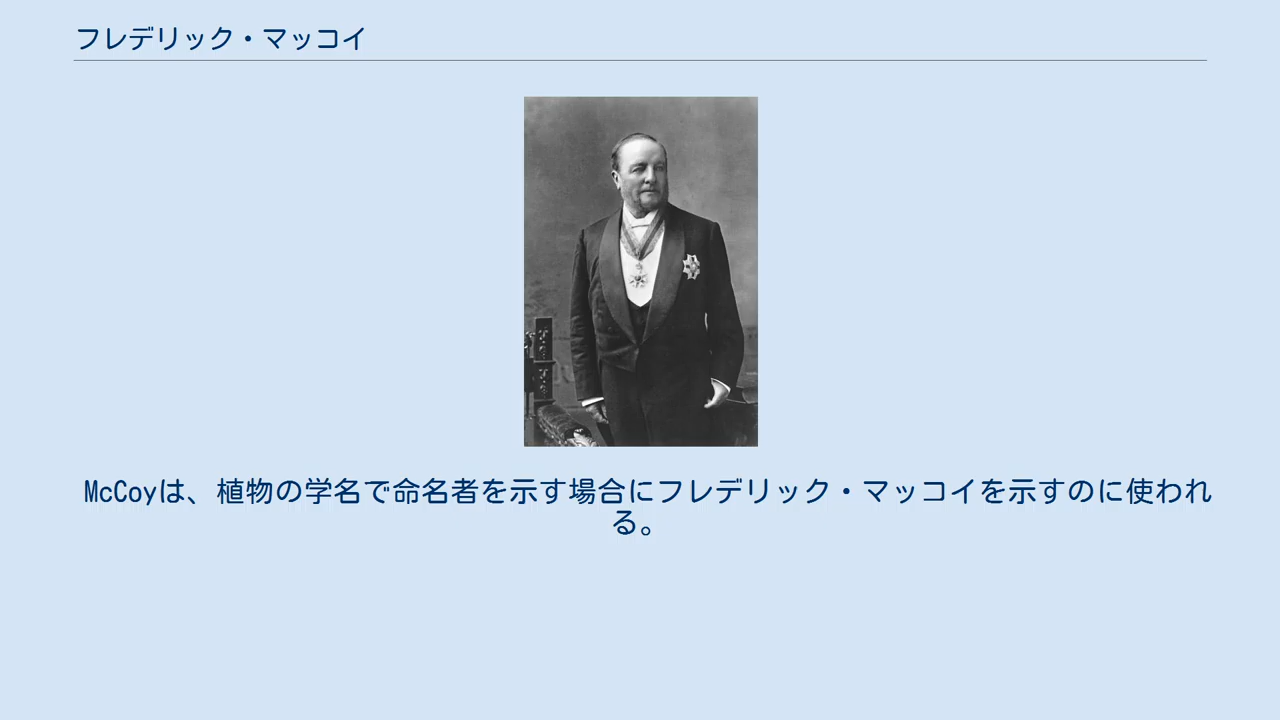 フレデリック・マッコイ
McCoyは、植物の学名で命名者を示す場合にフレデリック・マッコイを示すのに使われ
る。